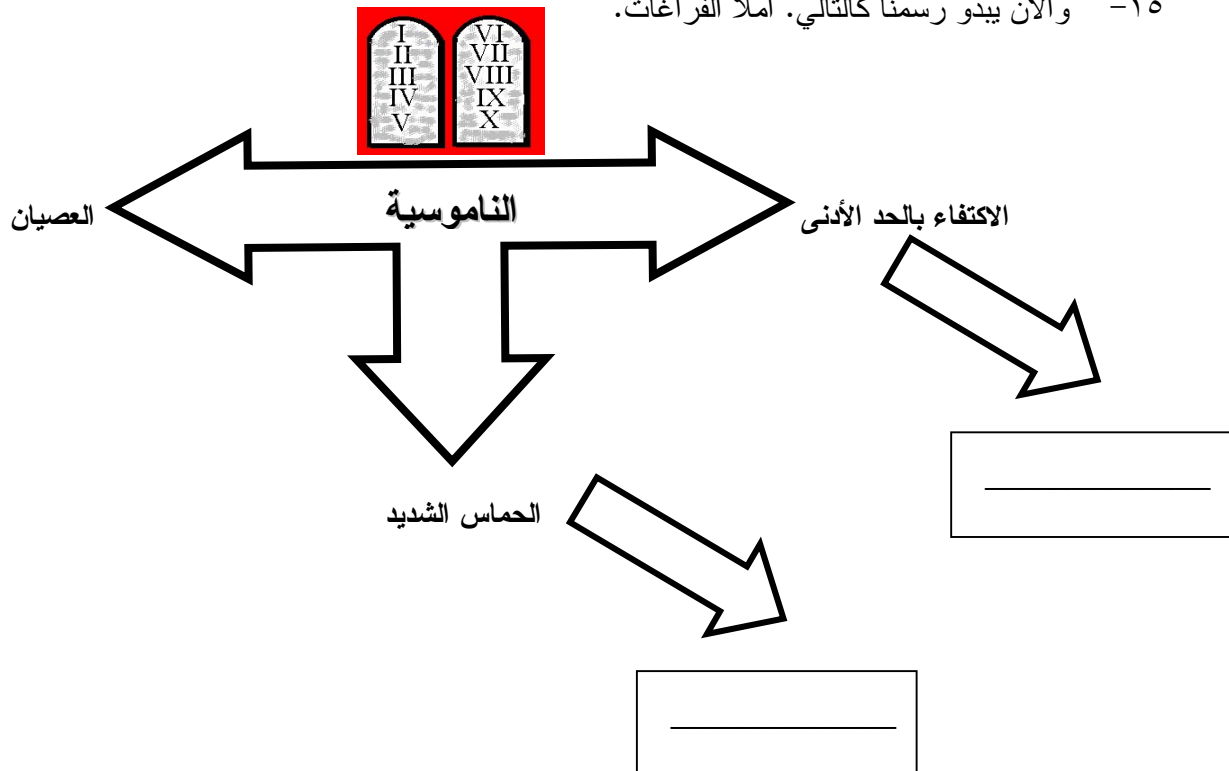 ١٥- والآن يبدو رسمنا كالتالي. املأ الفراغات.
I VI
II VII
III VIII
IV IX
V X
الناموسية
العصيان
الاكتفاء بالحد الأدنى
الحماس الشديد